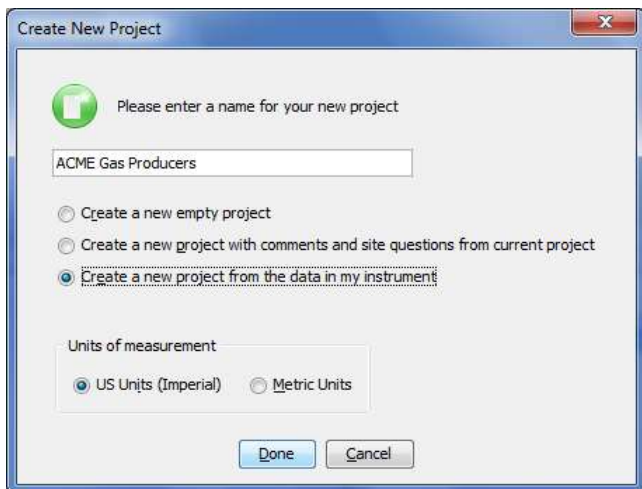 Create New Project
Please enter a name for your new project
ACME Gas Producers
Create a new empty project
Create a new project with comments and site questions from current project
Create a new project from the data in my instrument
Units of measurement
US Units (Imperial) Metric Units
Done Cancel